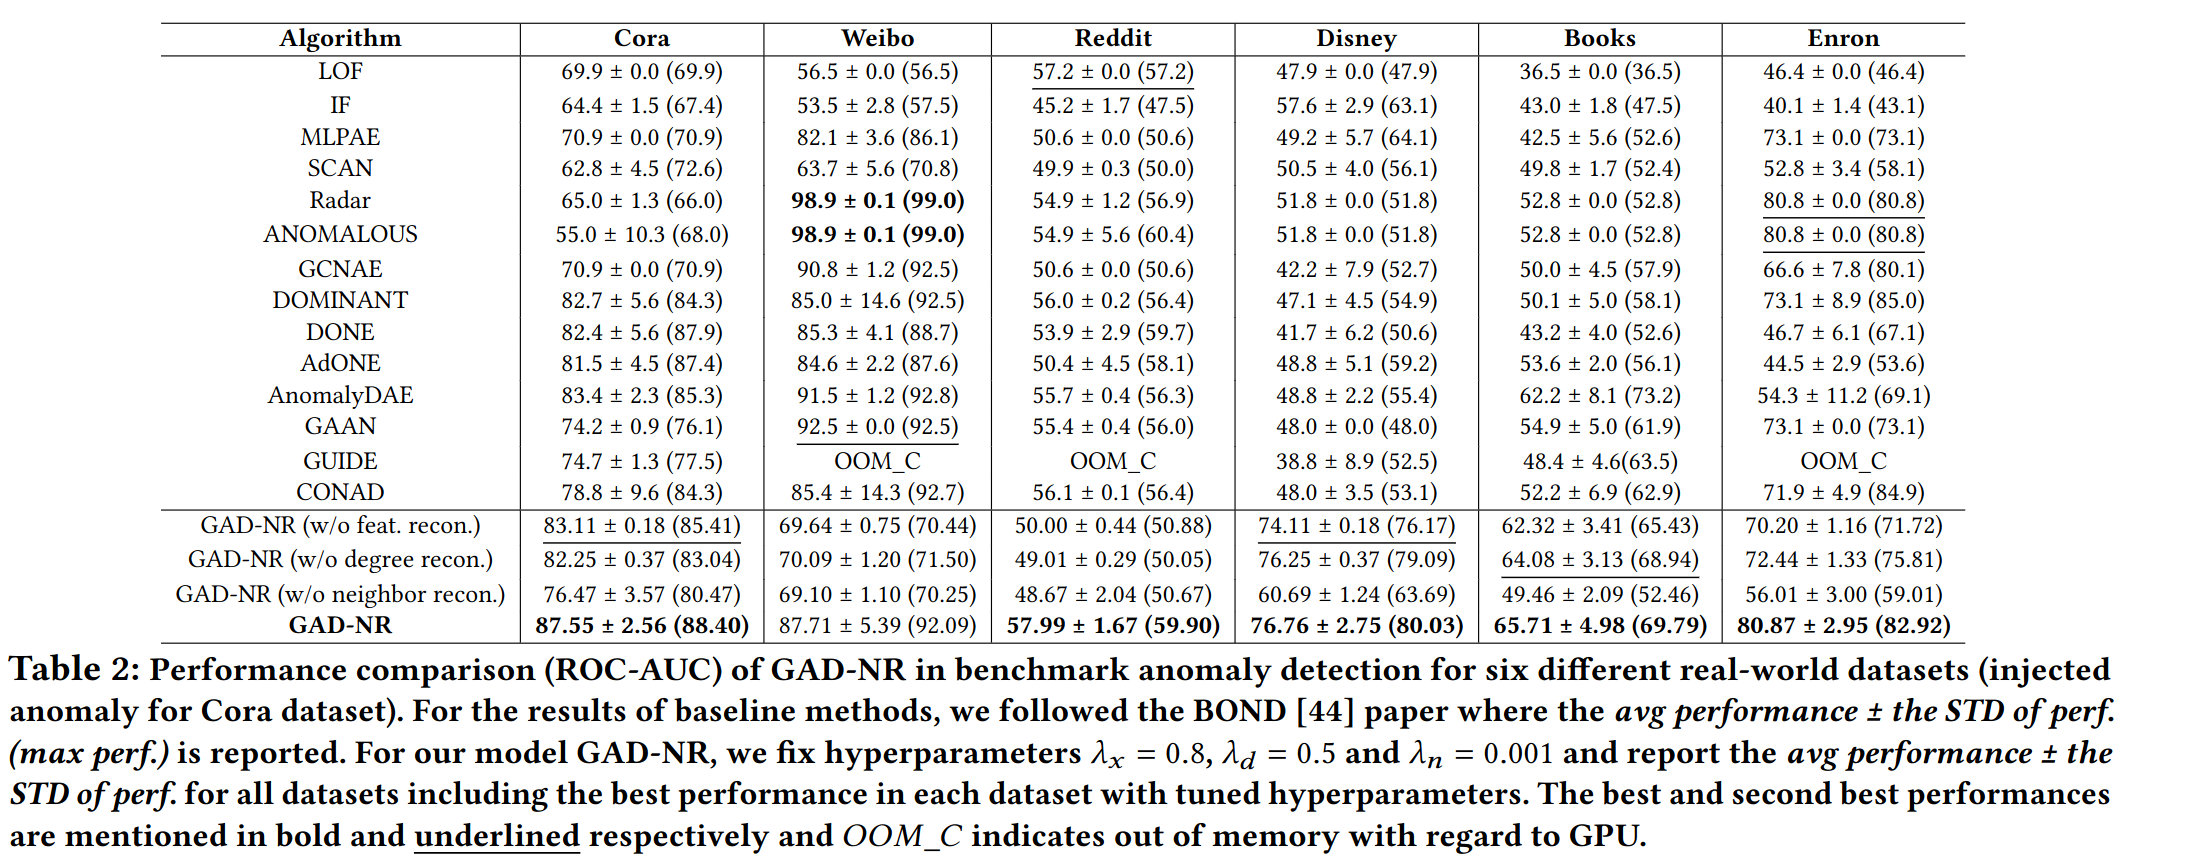 Algorithm Cora Weibo Reddit Disney Books Enron
LOF 69.9 ± 0.0 (69.9) 56.5 ± 0.0 (56.5) 57.2 ± 0.0 (57.2) 47.9 ± 0.0 (47.9) 36.5 ± 0.0 (36.5) 46.4 ± 0.0 (46.4)
IF 64.4 ± 1.5 (67.4) 53.5 ± 2.8 (57.5) 45.2 ± 1.7 (47.5) 57.6 ± 2.9 (63.1) 43.0 ± 1.8 (47.5) 40.1 ± 1.4 (43.1)
MLPAE 70.9 ± 0.0 (70.9) 82.1 ± 3.6 (86.1) 50.6 ± 0.0 (50.6) 49.2 ± 5.7 (64.1) 42.5 ± 5.6 (52.6) 73.1 ± 0.0 (73.1)
SCAN 62.8 ± 4.5 (72.6) 63.7 ± 5.6 (70.8) 49.9 ± 0.3 (50.0) 50.5 ± 4.0 (56.1) 49.8 ± 1.7 (52.4) 52.8 ± 3.4 (58.1)
Radar 65.0 ± 1.3 (66.0) 98.9 ± 0.1 (99.0) 54.9 ± 1.2 (56.9) 51.8 ± 0.0 (51.8) 52.8 ± 0.0 (52.8) 80.8 ± 0.0 (80.8)
ANOMALOUS 55.0 ± 10.3 (68.0) 98.9 ± 0.1 (99.0) 54.9 ± 5.6 (60.4) 51.8 ± 0.0 (51.8) 52.8 ± 0.0 (52.8) 80.8 ± 0.0 (80.8)
GCNAE 70.9 ± 0.0 (70.9) 90.8 ± 1.2 (92.5) 50.6 ± 0.0 (50.6) 42.2 ± 7.9 (52.7) 50.0 ± 4.5 (57.9) 66.6 ± 7.8 (80.1)
DOMINANT 82.7 ± 5.6 (84.3) 85.0 ± 14.6 (92.5) 56.0 ± 0.2 (56.4) 47.1 ± 4.5 (54.9) 50.1 ± 5.0 (58.1) 73.1 ± 8.9 (85.0)
DONE 82.4 ± 5.6 (87.9) 85.3 ± 4.1 (88.7) 53.9 ± 2.9 (59.7) 41.7 ± 6.2 (50.6) 43.2 ± 4.0 (52.6) 46.7 ± 6.1 (67.1)
AdONE 81.5 ± 4.5 (87.4) 84.6 ± 2.2 (87.6) 50.4 ± 4.5 (58.1) 48.8 ± 5.1 (59.2) 53.6 ± 2.0 (56.1) 44.5 ± 2.9 (53.6)
AnomalyDAE 83.4 ± 2.3 (85.3) 91.5 ± 1.2 (92.8) 55.7 ± 0.4 (56.3) 48.8 ± 2.2 (55.4) 62.2 ± 8.1 (73.2) 54.3 ± 11.2 (69.1)
GAAN 74.2 ± 0.9 (76.1) 92.5 ± 0.0 (92.5) 55.4 ± 0.4 (56.0) 48.0 ± 0.0 (48.0) 54.9 ± 5.0 (61.9) 73.1 ± 0.0 (73.1)
GUIDE 74.7 ± 1.3 (77.5) OOM_C OOM_C 38.8 ± 8.9 (52.5) 48.4 ± 4.6(63.5) OOM_C
CONAD 78.8 ± 9.6 (84.3) 85.4 ± 14.3 (92.7) 56.1 ± 0.1 (56.4) 48.0 ± 3.5 (53.1) 52.2 ± 6.9 (62.9) 71.9 ± 4.9 (84.9)
GAD-NR (w/o feat. recon.) 83.11 ± 0.18 (85.41) 69.64 ± 0.75 (70.44) 50.00 ± 0.44 (50.88) 74.11 ± 0.18 (76.17) 62.32 ± 3.41 (65.43) 70.20 ± 1.16 (71.72)
GAD-NR (w/o degree recon.) 82.25 ± 0.37 (83.04) 70.09 ± 1.20 (71.50) 49.01 ± 0.29 (50.05) 76.25 ± 0.37 (79.09) 64.08 ± 3.13 (68.94) 72.44 ± 1.33 (75.81)
GAD-NR (w/o neighbor recon.) 76.47 ± 3.57 (80.47) 69.10 ± 1.10 (70.25) 48.67 ± 2.04 (50.67) 60.69 ± 1.24 (63.69) 49.46 ± 2.09 (52.46) 56.01 ± 3.00 (59.01)
GAD-NR 87.55 ± 2.56 (88.40) 87.71 ± 5.39 (92.09) 57.99 ± 1.67 (59.90) 76.76 ± 2.75 (80.03) 65.71 ± 4.98 (69.79) 80.87 ± 2.95 (82.92)
Table 2: Performance comparison (ROC-AUC) of GAD-NR in benchmark anomaly detection for six different real-world datasets (injected
anomaly for Cora dataset). For the results of baseline methods, we followed the BOND [44] paper where the avg performance ± the STD of perf.
(max perf.) is reported. For our model GAD-NR, we fix hyperparameters λx = 0.8, λd = 0.5 and λn = 0.001 and report the avg performance ± the
STD of perf. for all datasets including the best performance in each dataset with tuned hyperparameters. The best and second best performances
are mentioned in bold and underlined respectively and OOM_C indicates out of memory with regard to GPU.